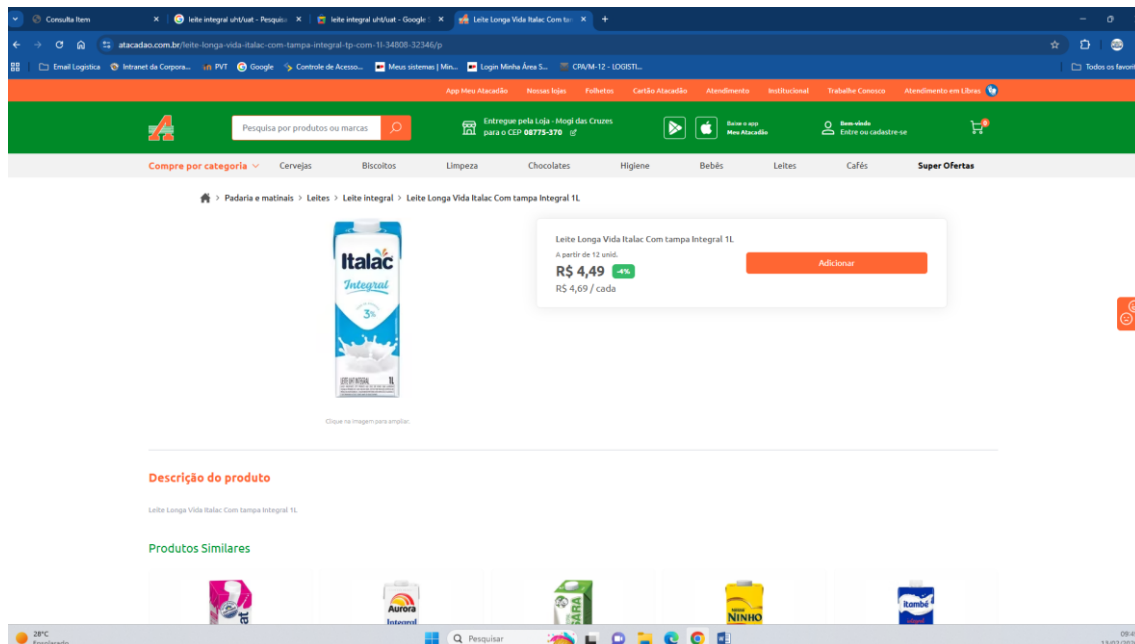 Consulta Item
leite integral uht/uat - Pesquis
leite integral uht/uat - Google
Leite Longa Vida Italac Com ta
atacadao.com.br/leite-longa-vida-italac-com-tampa-integral-tp-com-1l-34808-32346/p
Email Logistica
Intranet da Corpora...
PVT
Google
Controle de Acesso...
Meus sistemas | Min...
Login Minha Área S...
CPA/M-12 - LOGISTI...
Todos os favorit
App Meu Atacadão Nossas lojas Folhetos Cartão Atacadão Atendimento Institucional Trabalhe Conosco Atendimento em Libras
Pesquisa por produtos ou marcas
Entregue pela Loja - Mogi das Cruzes
para o CEP 08775-370
Baixe o app
Meu Atacadão
Bem-vindo
Entre ou cadastre-se
0
Compre por categoria Cervejas Biscoitos Limpeza Chocolates Higiene Bebês Leites Cafés Super Ofertas
> Padaria e matinais > Leites > Leite integral > Leite Longa Vida Italac Com tampa Integral 1L
Italac
Integral
3%
1L
Clique na imagem para ampliar.
Leite Longa Vida Italac Com tampa Integral 1L
A partir de 12 unid.
R$ 4,49 -4%
R$ 4,69 / cada
Adicionar
Descrição do produto
Leite Longa Vida Italac Com tampa Integral 1L
Produtos Similares
Aurora
Integral
NINHO
itambé
28°C
Ensolarado
Pesquisar